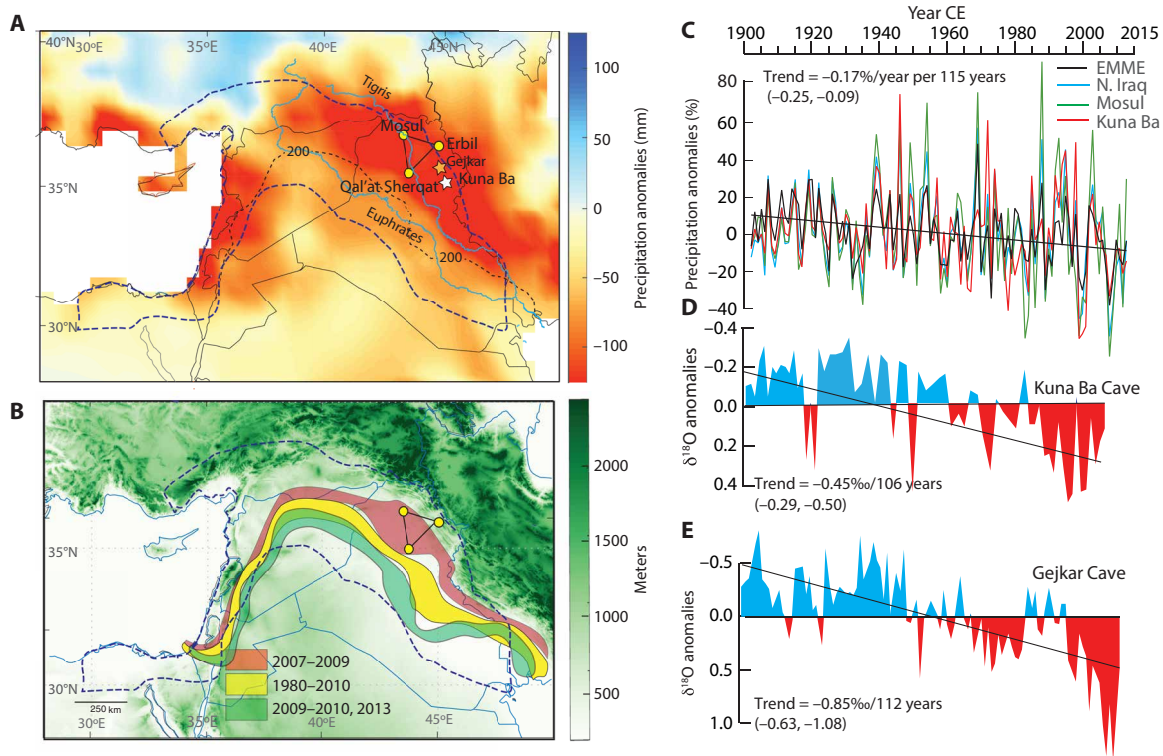 A
40°N
30°E
35°E
40°E
45°N
35°N
30°N
Tigris
Mosul
Erbil
Gejkar
200
Qal'at Sherqat
Kuna Ba
Euphrates
200
100
50
0
−50
−100
Precipitation anomalies (mm)
B
35°N
30°N
2007–2009
1980–2010
2009–2010, 2013
250 km
30°E
35°E
40°E
45°E
2000
1500
1000
500
Meters
C
Year CE
1900 1920 1940 1960 1980 2000 2015
Trend = −0.17%/year per 115 years
(−0.25, −0.09)
EMME
N. Iraq
Mosul
Kuna Ba
80
60
40
20
0
−20
−40
Precipitation anomalies (%)
D
−0.4
−0.2
0.0
0.2
0.4
δ¹⁸O anomalies
Kuna Ba Cave
Trend = −0.45‰/106 years
(−0.29, −0.50)
E
−0.5
0.0
0.5
1.0
δ¹⁸O anomalies
Gejkar Cave
Trend = −0.85‰/112 years
(−0.63, −1.08)